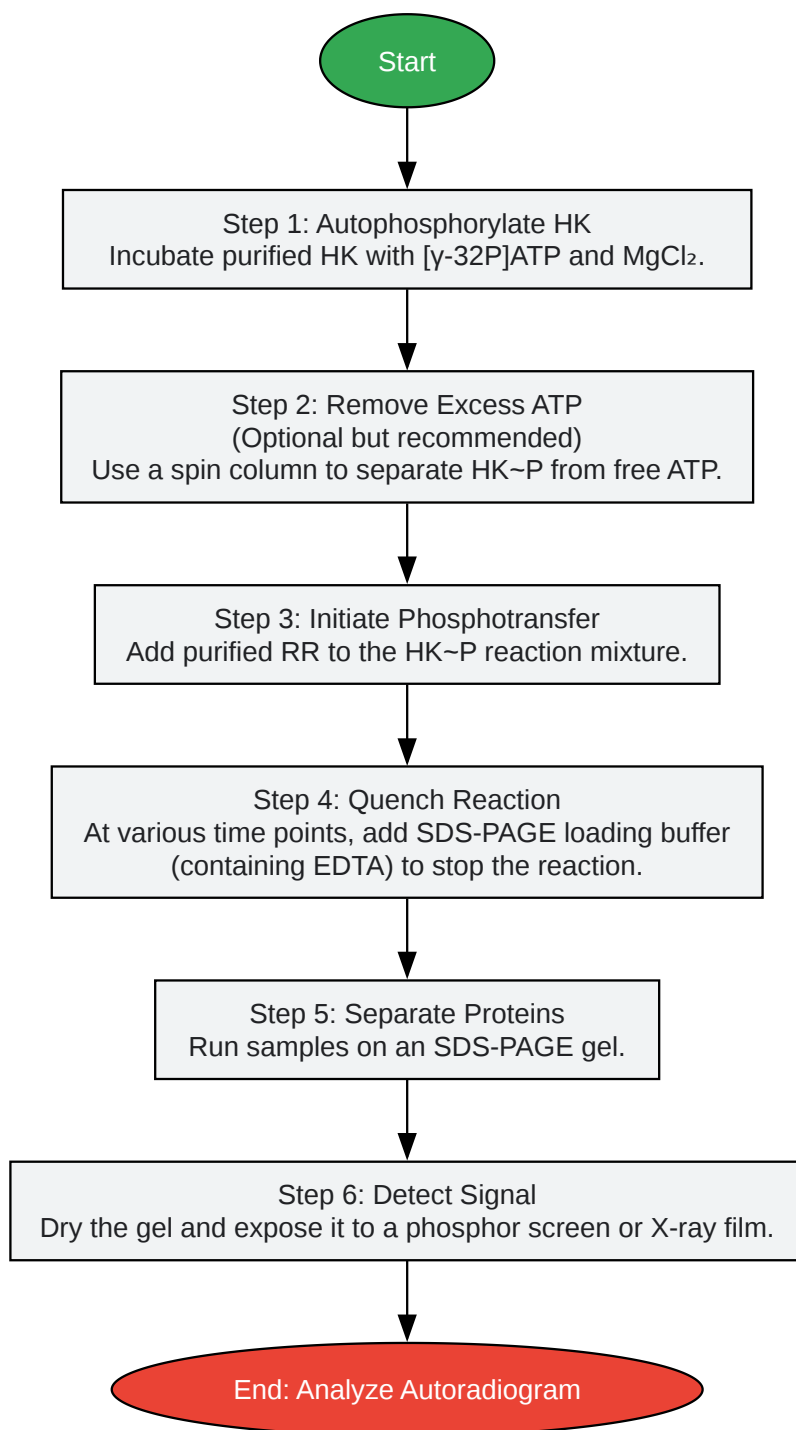 Start
Step 1: Autophosphorylate HK
Incubate purified HK with [γ-32P]ATP and MgCl₂.
Step 2: Remove Excess ATP
(Optional but recommended)
Use a spin column to separate HK~P from free ATP.
Step 3: Initiate Phosphotransfer
Add purified RR to the HK~P reaction mixture.
Step 4: Quench Reaction
At various time points, add SDS-PAGE loading buffer
(containing EDTA) to stop the reaction.
Step 5: Separate Proteins
Run samples on an SDS-PAGE gel.
Step 6: Detect Signal
Dry the gel and expose it to a phosphor screen or X-ray film.
End: Analyze Autoradiogram